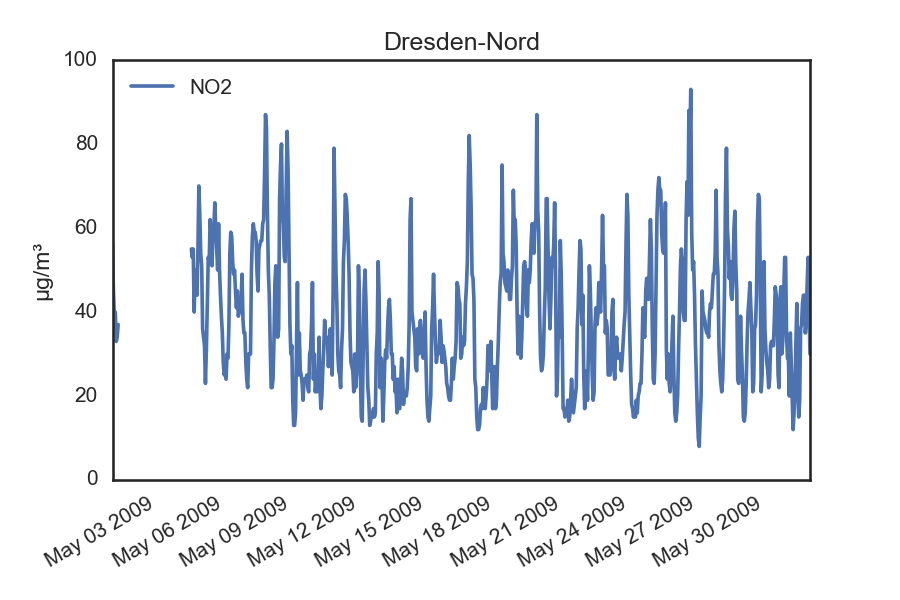 Dresden-Nord
100
80
60
40
20
0
µg/m³
NO2
May 03 2009
May 06 2009
May 09 2009
May 12 2009
May 15 2009
May 18 2009
May 21 2009
May 24 2009
May 27 2009
May 30 2009